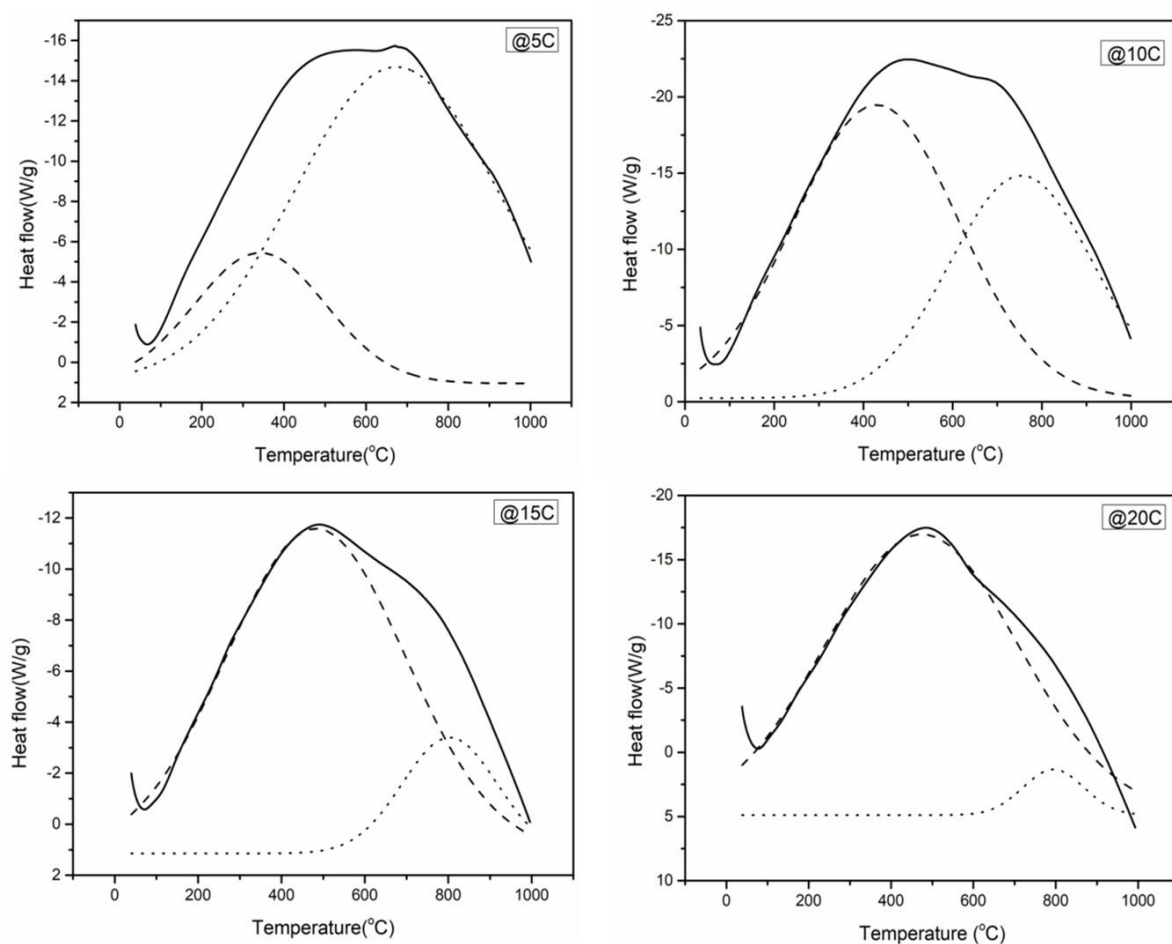 @5C
-16
-14
-12
-10
-8
-6
-4
-2
0
2
Heat flow(W/g)
0 200 400 600 800 1000
Temperature(°C)
@10C
-25
-20
-15
-10
-5
0
Heat flow (W/g)
0 200 400 600 800 1000
Temperature (°C)
@15C
-12
-10
-8
-6
-4
-2
0
2
Heat flow(W/g)
0 200 400 600 800 1000
Temperature(°C)
@20C
-20
-15
-10
-5
0
5
10
Heat flow(W/g)
0 200 400 600 800 1000
Temperature (°C)